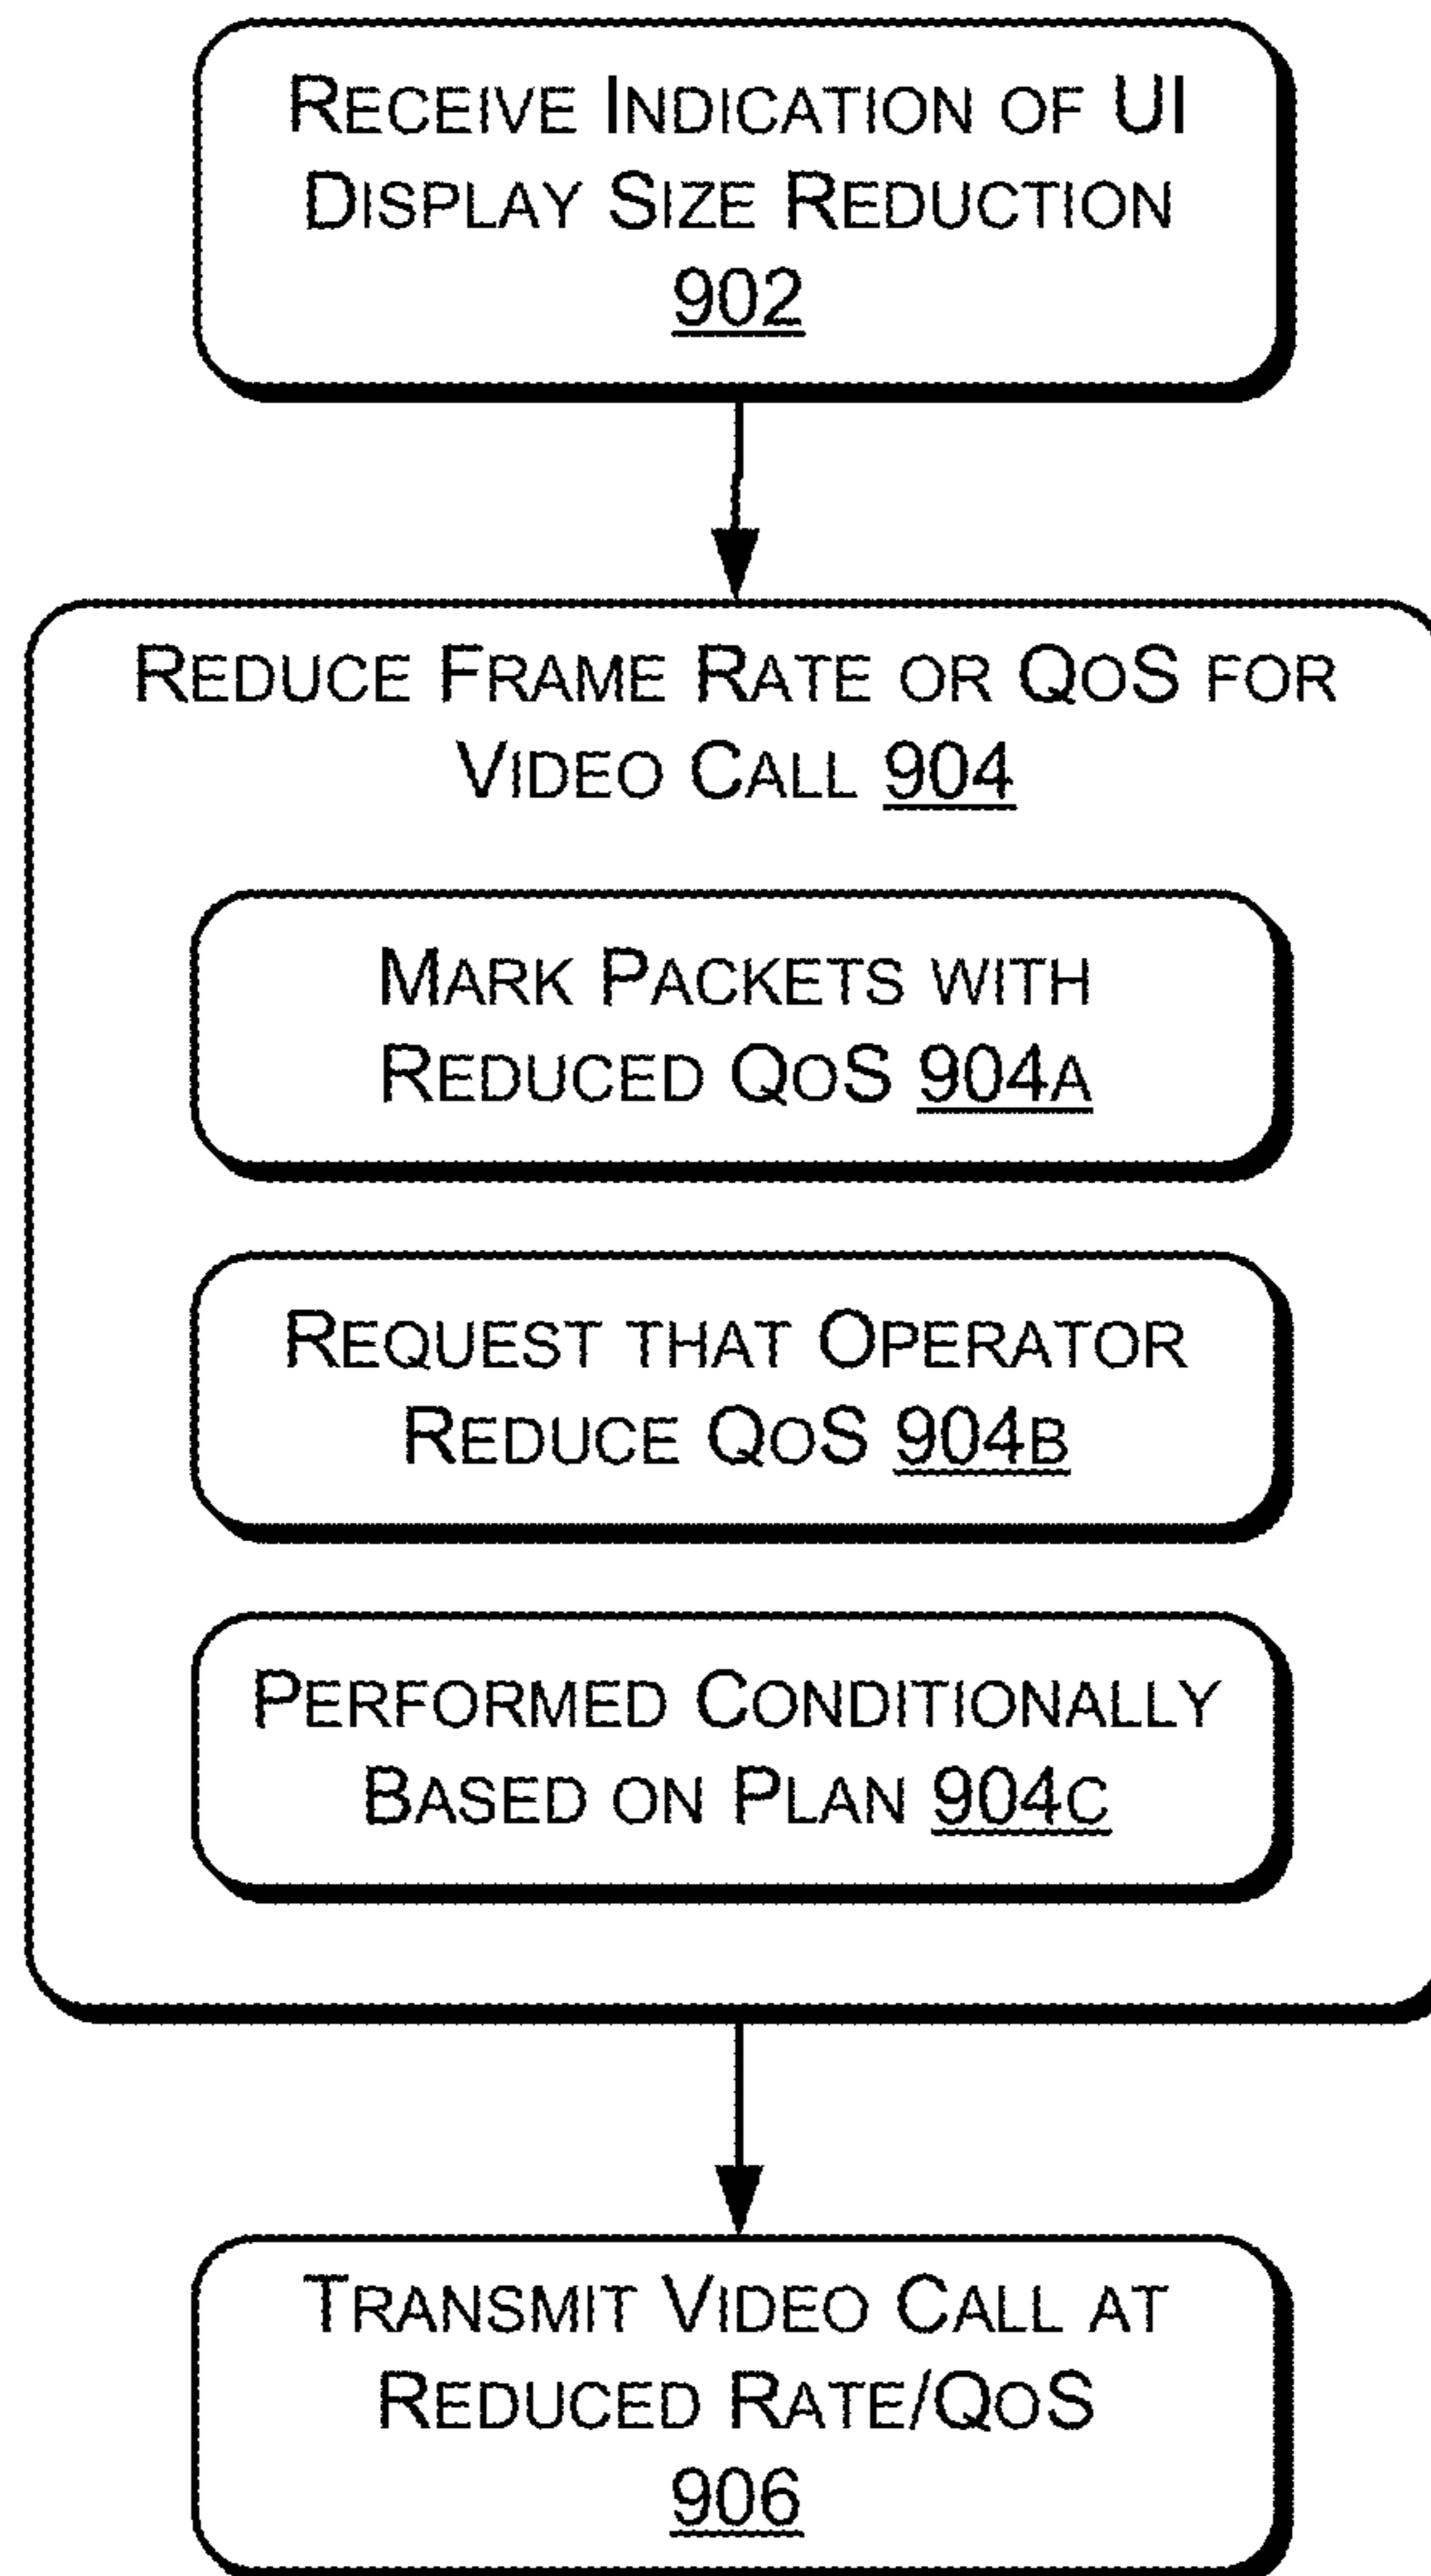 RECEIVE INDICATION OF UI
DISPLAY SIZE REDUCTION
902
REDUCE FRAME RATE OR QOS FOR
VIDEO CALL 904
MARK PACKETS WITH
REDUCED QOS 904A
REQUEST THAT OPERATOR
REDUCE QOS 904B
PERFORMED CONDITIONALLY
BASED ON PLAN 904C
TRANSMIT VIDEO CALL AT
REDUCED RATE/QOS
906